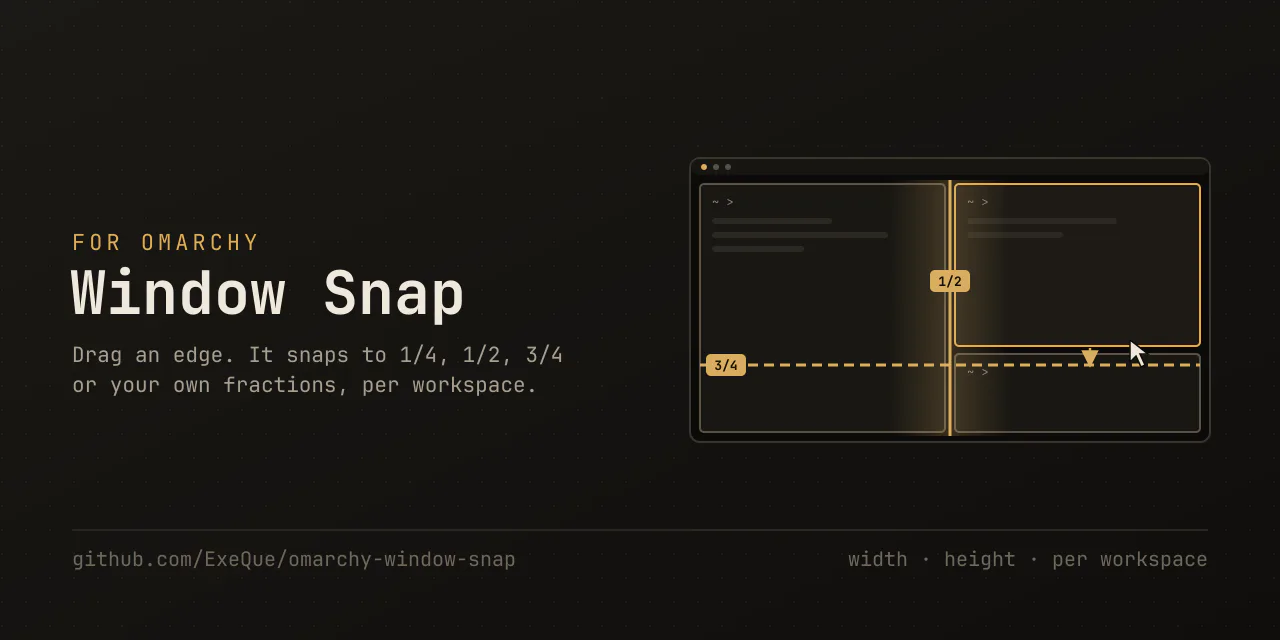 FOR OMARCHY
Window Snap
Drag an edge. It snaps to 1/4, 1/2, 3/4
or your own fractions, per workspace.
~ >
~ >
1/2
3/4
~ >
github.com/ExeQue/omarchy-window-snap
width · height · per workspace